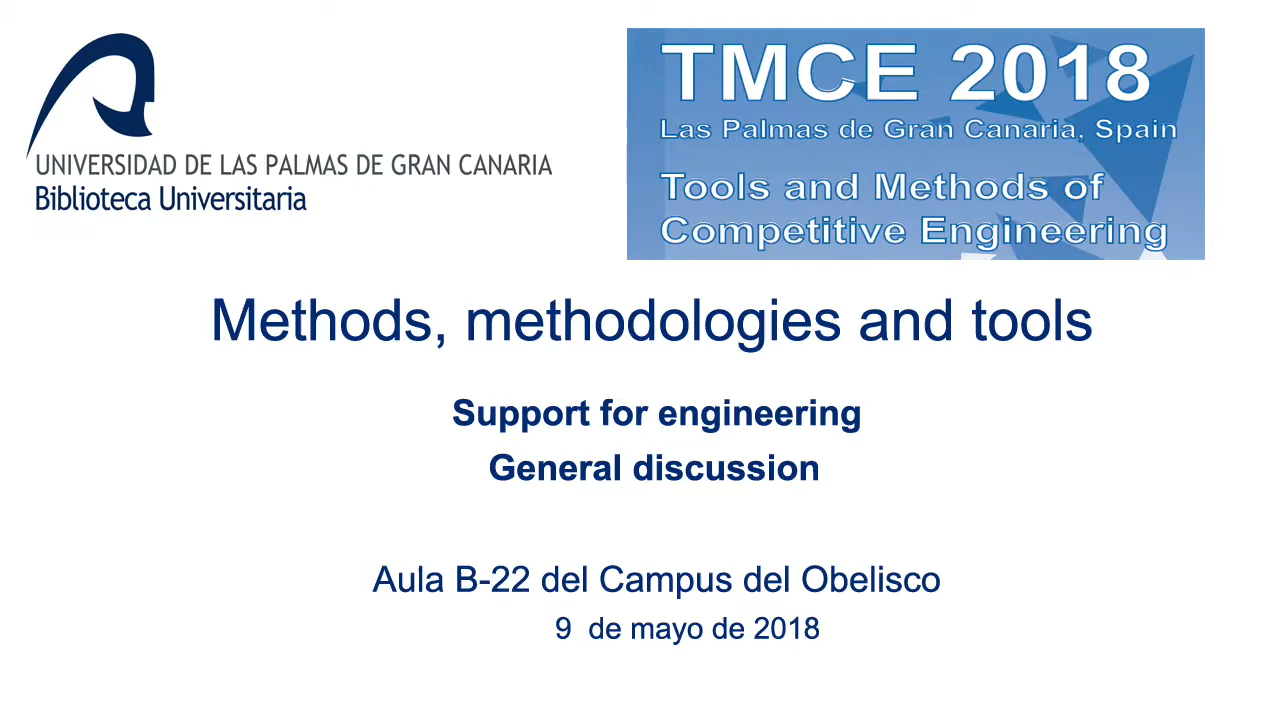 UNIVERSIDAD DE LAS PALMAS DE GRAN CANARIA
Biblioteca Universitaria
TMCE 2018
Las Palmas de Gran Canaria, Spain
Tools and Methods of
Competitive Engineering
Methods, methodologies and tools
Support for engineering
General discussion
Aula B-22 del Campus del Obelisco
9 de mayo de 2018